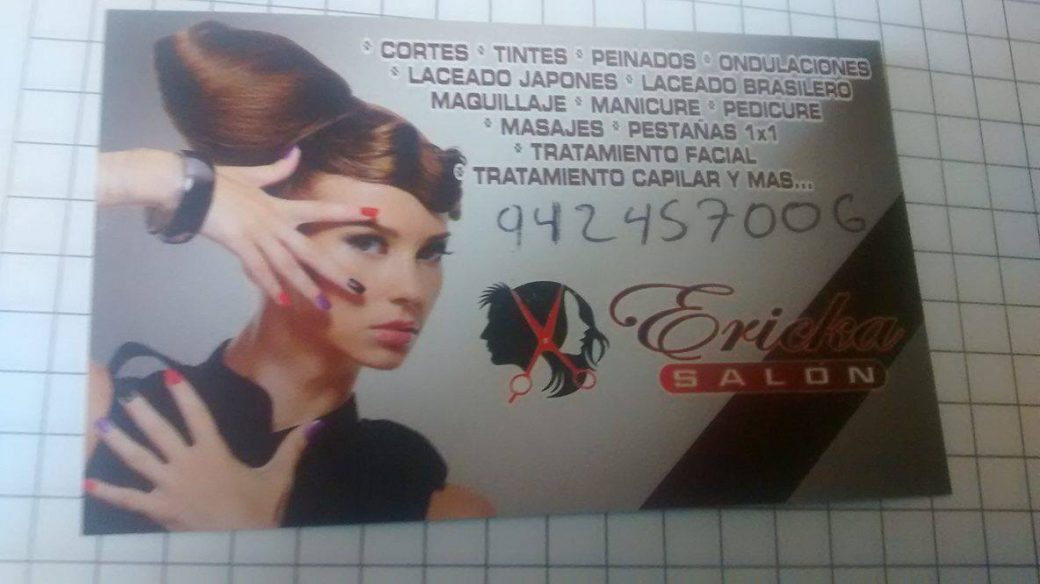 * CORTES * TINTES * PEINADOS * ONDULACIONES
* LACEADO JAPONES * LACEADO BRASILERO
MAQUILLAJE * MANICURE * PEDICURE
* MASAJES * PESTAÑAS 1x1
* TRATAMIENTO FACIAL
* TRATAMIENTO CAPILAR Y MAS...
942457006
Ericka
SALON